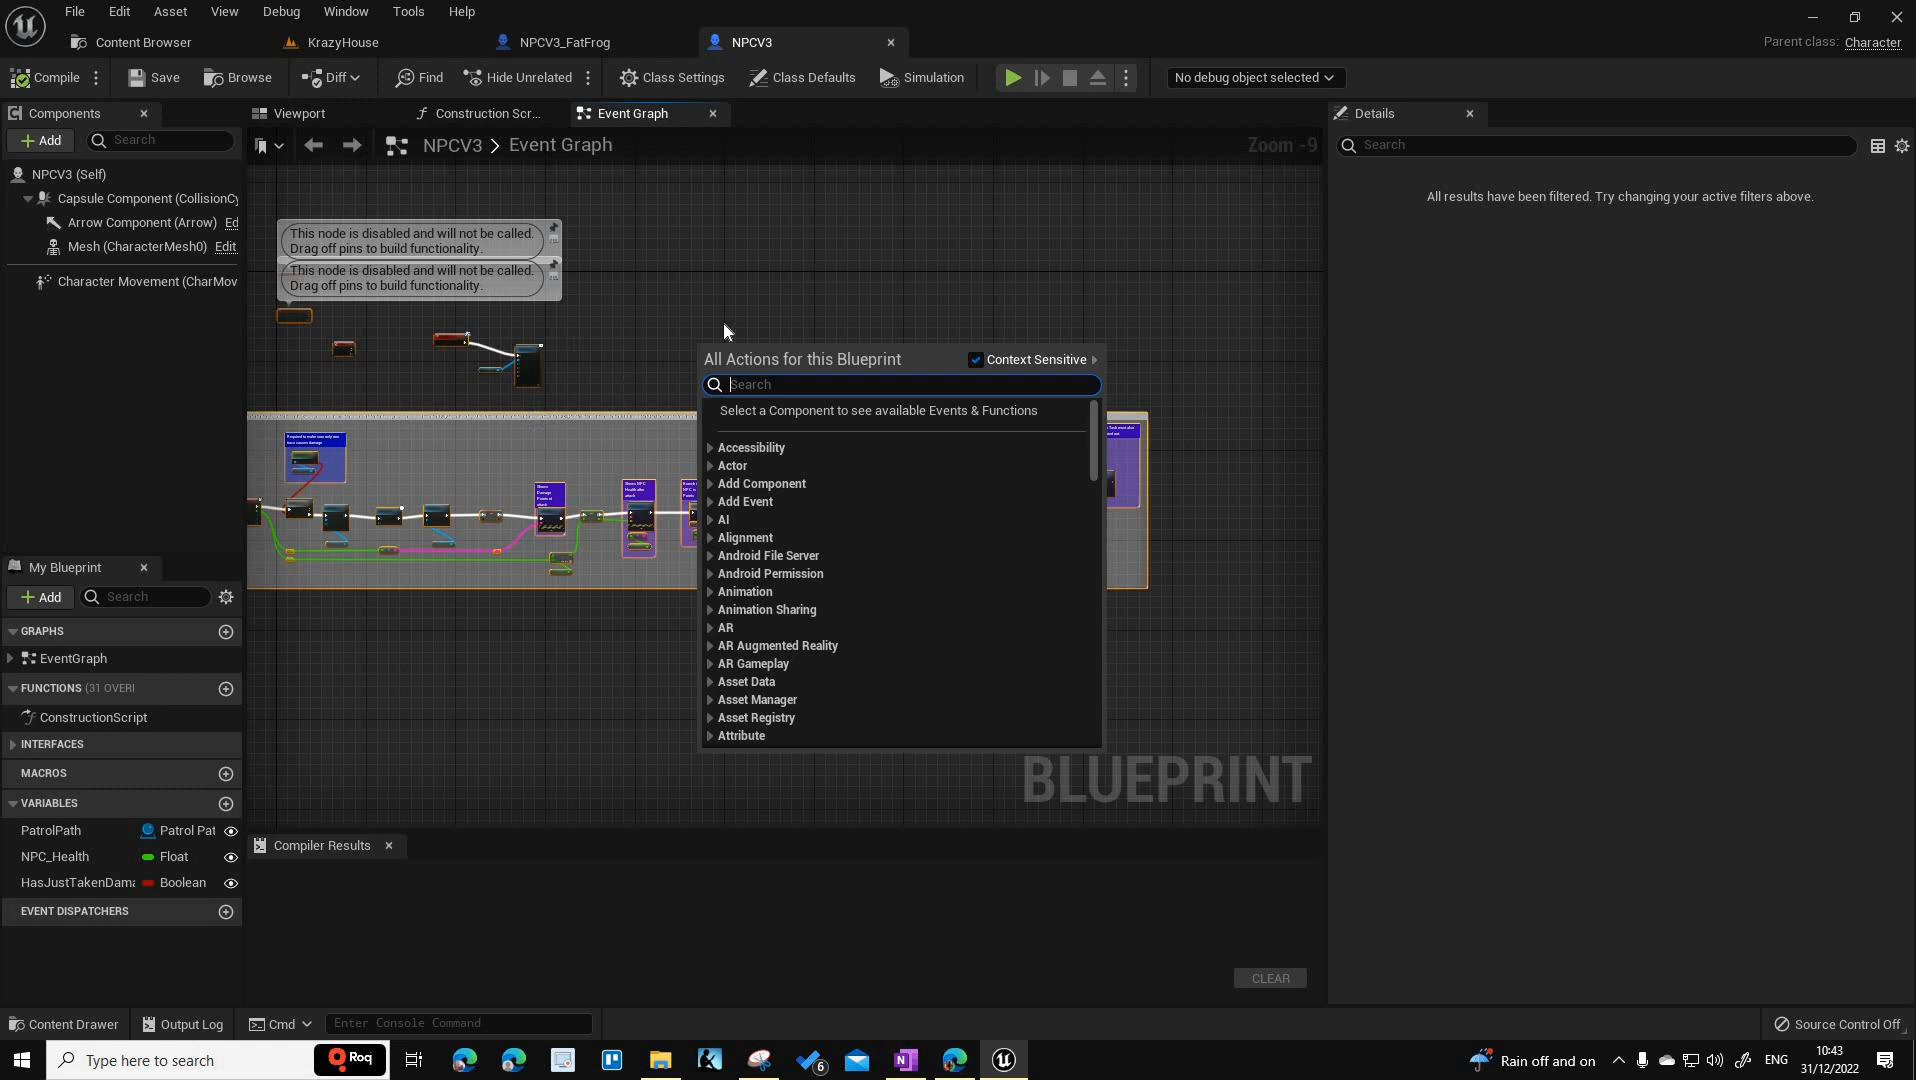 File Edit Asset View Debug Window Tools Help
Content Browser KrazyHouse NPCV3_FatFrog NPCV3 Parent class: Character
Compile Save Browse Diff Find Hide Unrelated Class Settings Class Defaults Simulation No debug object selected
Components Viewport Construction Scr... Event Graph Details
Add Search NPCV3 > Event Graph Zoom -9 Search
NPCV3 (Self)
Capsule Component (CollisionCy
Arrow Component (Arrow) Ed
Mesh (CharacterMesh0) Edit
Character Movement (CharMov
All results have been filtered. Try changing your active filters above.
This node is disabled and will not be called.
Drag off pins to build functionality.
This node is disabled and will not be called.
Drag off pins to build functionality.
All Actions for this Blueprint Context Sensitive
Search
Select a Component to see available Events & Functions
Accessibility
Actor
Add Component
Add Event
AI
Alignment
Android File Server
Android Permission
Animation
Animation Sharing
AR
AR Augmented Reality
AR Gameplay
Asset Data
Asset Manager
Asset Registry
Attribute
BLUEPRINT
My Blueprint
Add Search
GRAPHS
EventGraph
FUNCTIONS (31 OVERI
ConstructionScript
INTERFACES
MACROS
VARIABLES
PatrolPath Patrol Pat
NPC_Health Float
HasJustTakenDama Boolean
EVENT DISPATCHERS
Compiler Results
CLEAR
Content Drawer Output Log Cmd Enter Console Command Source Control Off
Type here to search Roq 6 Rain off and on ENG 10:43
31/12/2022